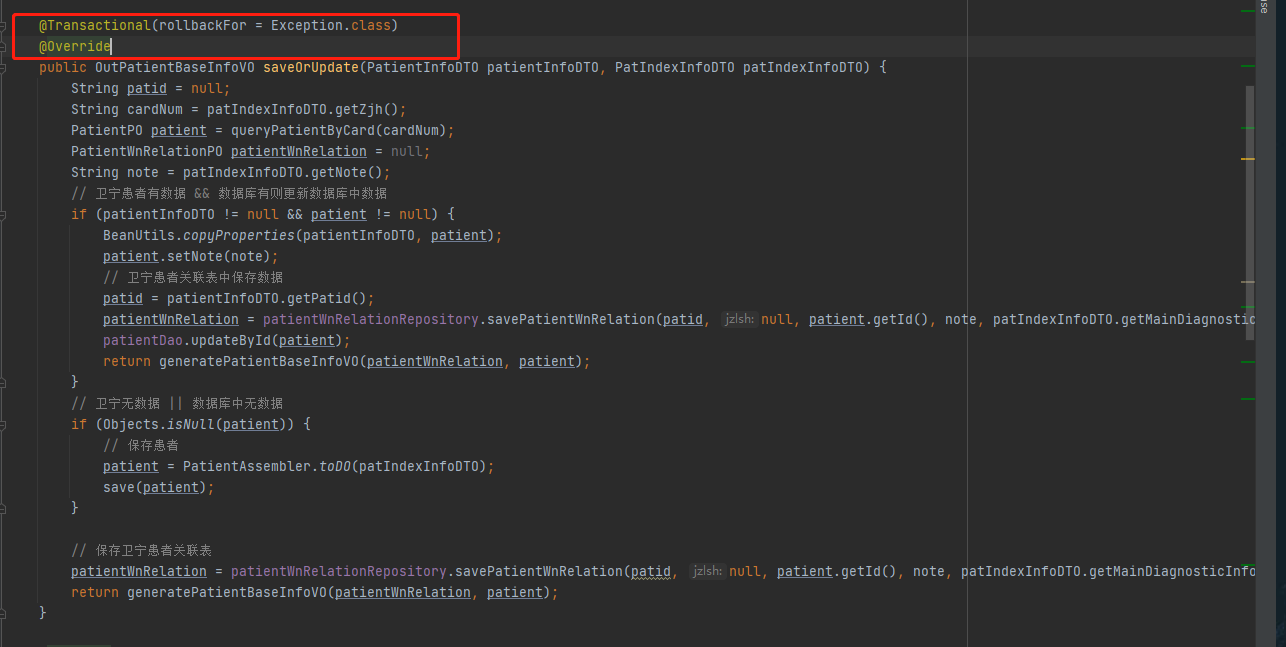 @Transactional(rollbackFor = Exception.class)
@Override
public OutPatientBaseInfoVO saveOrUpdate(PatientInfoDTO patientInfoDTO, PatIndexInfoDTO patIndexInfoDTO) {
String patid = null;
String cardNum = patIndexInfoDTO.getZjh();
PatientPO patient = queryPatientByCard(cardNum);
PatientWnRelationPO patientWnRelation = null;
String note = patIndexInfoDTO.getNote();
// 卫宁患者有数据 && 数据库有则更新数据库中数据
if (patientInfoDTO != null && patient != null) {
BeanUtils.copyProperties(patientInfoDTO, patient);
patient.setNote(note);
// 卫宁患者关联表中保存数据
patid = patientInfoDTO.getPatid();
patientWnRelation = patientWnRelationRepository.savePatientWnRelation(patid, jzlsh: null, patient.getId(), note, patIndexInfoDTO.getMainDiagnostic
patientDao.updateById(patient);
return generatePatientBaseInfoVO(patientWnRelation, patient);
}
// 卫宁无数据 || 数据库中无数据
if (Objects.isNull(patient)) {
// 保存患者
patient = PatientAssembler.toDO(patIndexInfoDTO);
save(patient);
}
// 保存卫宁患者关联表
patientWnRelation = patientWnRelationRepository.savePatientWnRelation(patid, jzlsh: null, patient.getId(), note, patIndexInfoDTO.getMainDiagnosticInfo
return generatePatientBaseInfoVO(patientWnRelation, patient);
}